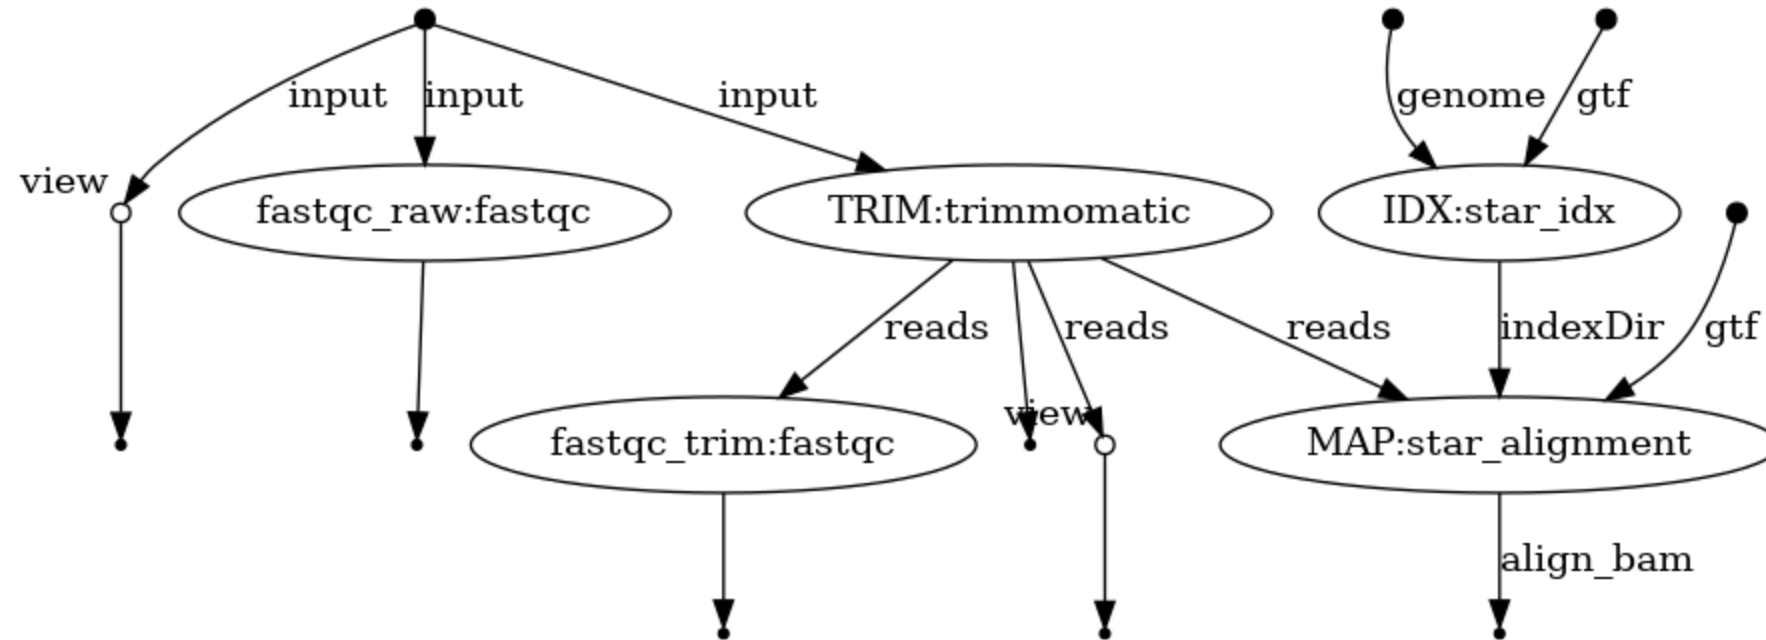 input
input
input
genome
gtf
view
fastqc_raw:fastqc
TRIM:trimmomatic
IDX:star_idx
reads
reads
reads
indexDir
gtf
view
fastqc_trim:fastqc
MAP:star_alignment
align_bam